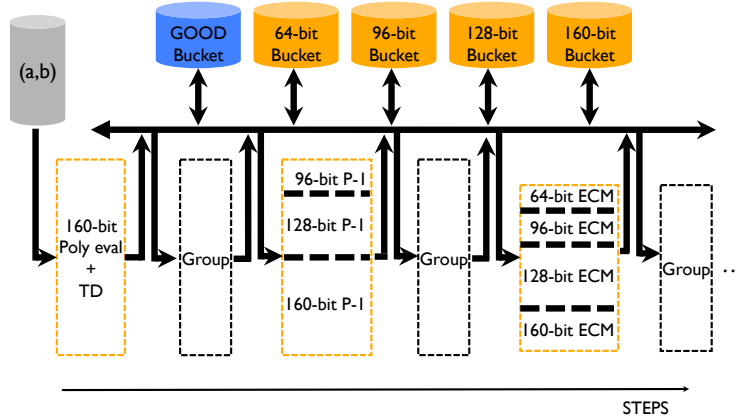 (a,b)
GOOD
Bucket
64-bit
Bucket
96-bit
Bucket
128-bit
Bucket
160-bit
Bucket
160-bit
Poly eval
+
TD
Group
96-bit P-1
128-bit P-1
160-bit P-1
Group
64-bit ECM
96-bit ECM
128-bit ECM
160-bit ECM
Group
...
STEPS